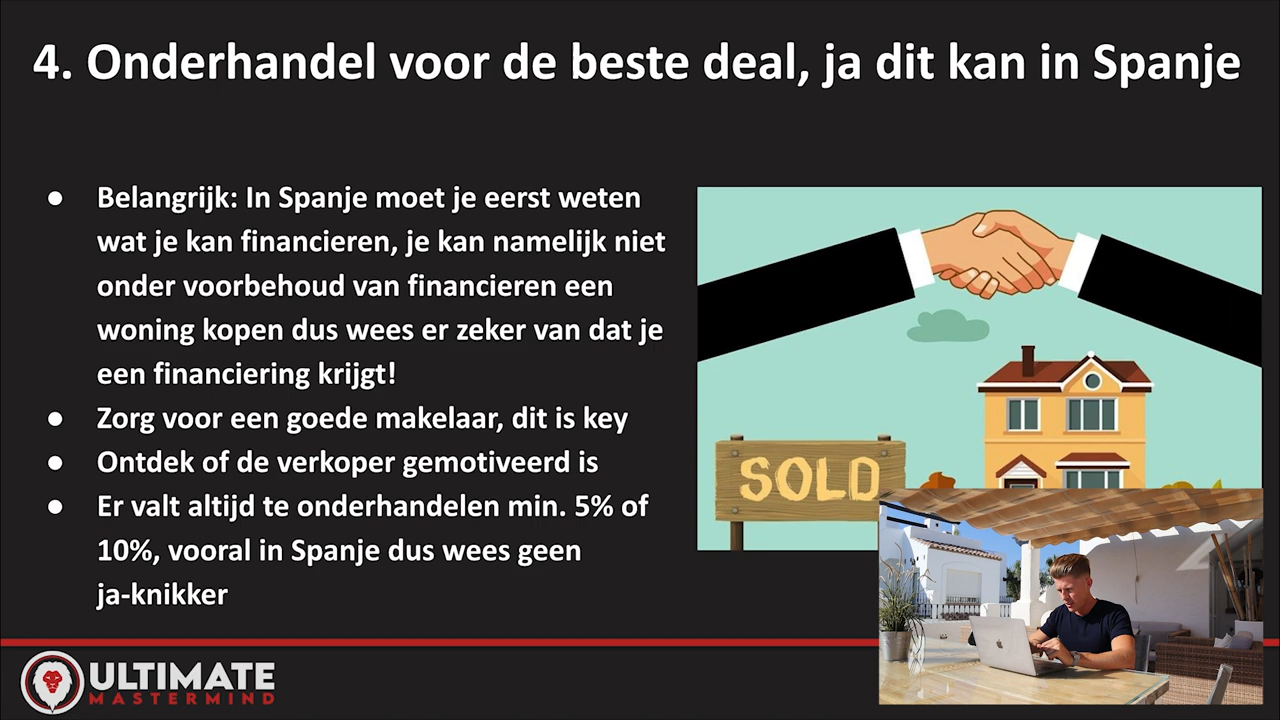 4. Onderhandel voor de beste deal, ja dit kan in Spanje
● Belangrijk: In Spanje moet je eerst weten
wat je kan financieren, je kan namelijk niet
onder voorbehoud van financieren een
woning kopen dus wees er zeker van dat je
een financiering krijgt!
● Zorg voor een goede makelaar, dit is key
● Ontdek of de verkoper gemotiveerd is
● Er valt altijd te onderhandelen min. 5% of
10%, vooral in Spanje dus wees geen
ja-knikker
SOLD
ULTIMATE
MASTERMIND